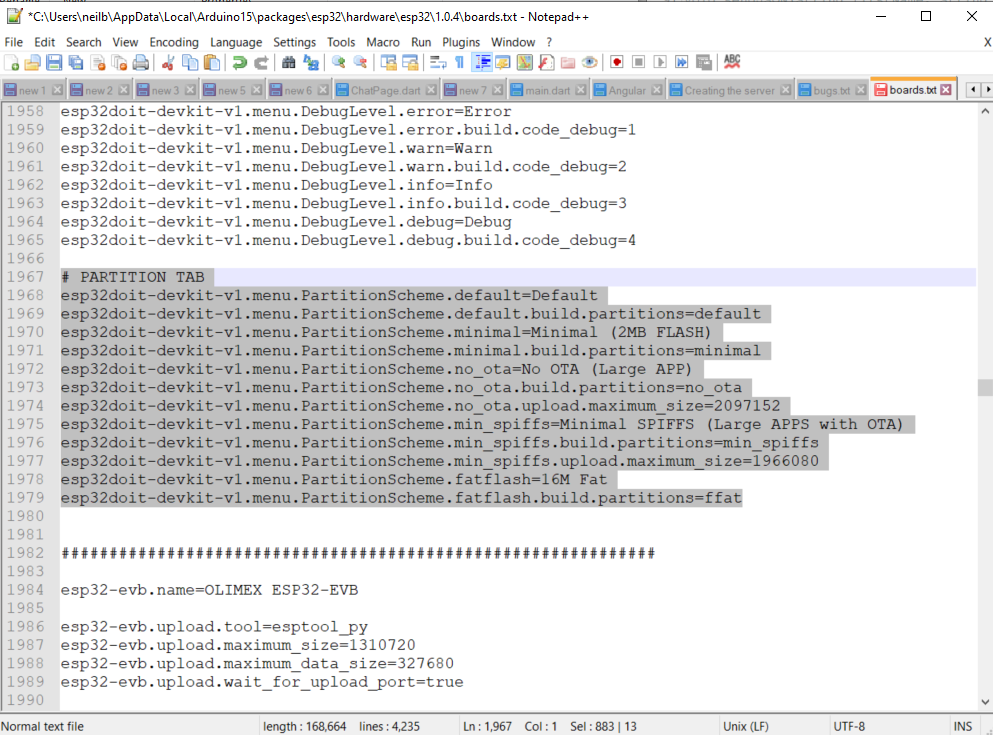 *C:\Users\neilb\AppData\Local\Arduino15\packages\esp32\hardware\esp32\1.0.4\boards.txt - Notepad++
File Edit Search View Encoding Language Settings Tools Macro Run Plugins Window ? X
new 1 new 2 new 3 new 5 new 6 ChatPage.dart new 7 main.dart Angular Creating the server bugs.txt boards.txt
1958 esp32doit-devkit-v1.menu.DebugLevel.error=Error
1959 esp32doit-devkit-v1.menu.DebugLevel.error.build.code_debug=1
1960 esp32doit-devkit-v1.menu.DebugLevel.warn=Warn
1961 esp32doit-devkit-v1.menu.DebugLevel.warn.build.code_debug=2
1962 esp32doit-devkit-v1.menu.DebugLevel.info=Info
1963 esp32doit-devkit-v1.menu.DebugLevel.info.build.code_debug=3
1964 esp32doit-devkit-v1.menu.DebugLevel.debug=Debug
1965 esp32doit-devkit-v1.menu.DebugLevel.debug.build.code_debug=4
1966
1967 # PARTITION TAB
1968 esp32doit-devkit-v1.menu.PartitionScheme.default=Default
1969 esp32doit-devkit-v1.menu.PartitionScheme.default.build.partitions=default
1970 esp32doit-devkit-v1.menu.PartitionScheme.minimal=Minimal (2MB FLASH)
1971 esp32doit-devkit-v1.menu.PartitionScheme.minimal.build.partitions=minimal
1972 esp32doit-devkit-v1.menu.PartitionScheme.no_ota=No OTA (Large APP)
1973 esp32doit-devkit-v1.menu.PartitionScheme.no_ota.build.partitions=no_ota
1974 esp32doit-devkit-v1.menu.PartitionScheme.no_ota.upload.maximum_size=2097152
1975 esp32doit-devkit-v1.menu.PartitionScheme.min_spiffs=Minimal SPIFFS (Large APPS with OTA)
1976 esp32doit-devkit-v1.menu.PartitionScheme.min_spiffs.build.partitions=min_spiffs
1977 esp32doit-devkit-v1.menu.PartitionScheme.min_spiffs.upload.maximum_size=1966080
1978 esp32doit-devkit-v1.menu.PartitionScheme.fatflash=16M Fat
1979 esp32doit-devkit-v1.menu.PartitionScheme.fatflash.build.partitions=ffat
1980
1981
1982 ##############################################################
1983
1984 esp32-evb.name=OLIMEX ESP32-EVB
1985
1986 esp32-evb.upload.tool=esptool_py
1987 esp32-evb.upload.maximum_size=1310720
1988 esp32-evb.upload.maximum_data_size=327680
1989 esp32-evb.upload.wait_for_upload_port=true
1990
Normal text file length : 168,664 lines : 4,235 Ln : 1,967 Col : 1 Sel : 883 | 13 Unix (LF) UTF-8 INS